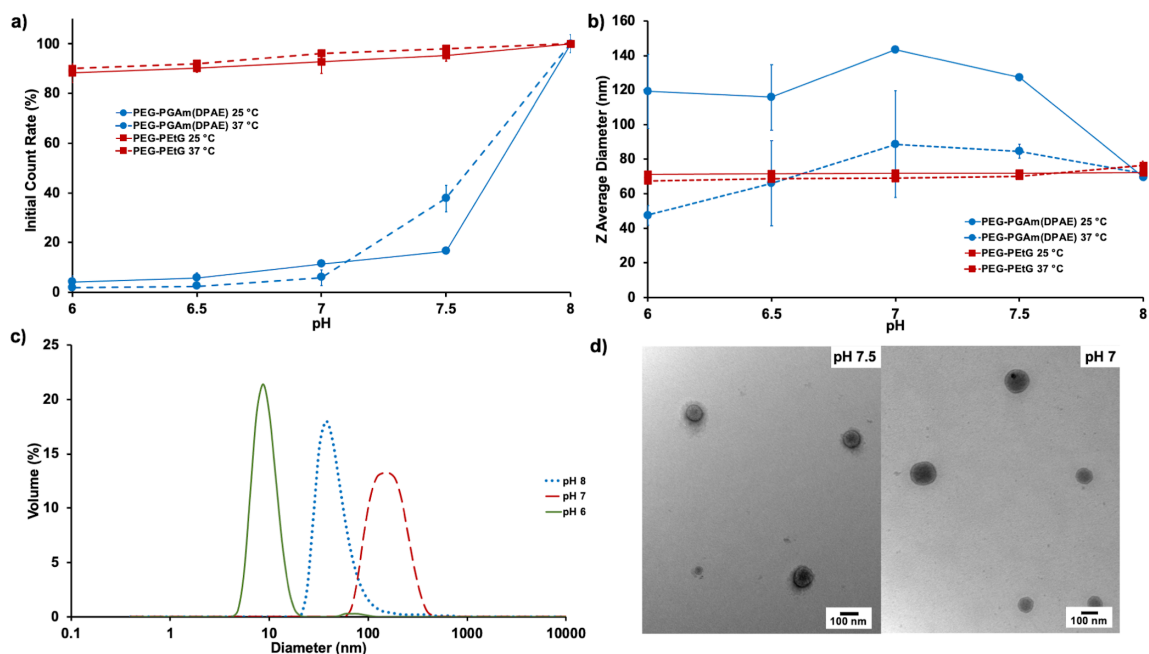 a)
Initial Count Rate (%)
100
80
60
40
20
0
PEG-PGAm(DPAE) 25 °C
PEG-PGAm(DPAE) 37 °C
PEG-PEtG 25 °C
PEG-PEtG 37 °C
6
6.5
7
7.5
8
pH
b)
Z Average Diameter (nm)
160
140
120
100
80
60
40
20
0
PEG-PGAm(DPAE) 25 °C
PEG-PGAm(DPAE) 37 °C
PEG-PEtG 25 °C
PEG-PEtG 37 °C
6
6.5
7
7.5
8
pH
c)
Volume (%)
25
20
15
10
5
0
pH 8
pH 7
pH 6
0.1
1
10
100
1000
10000
Diameter (nm)
d)
pH 7.5
100 nm
pH 7
100 nm